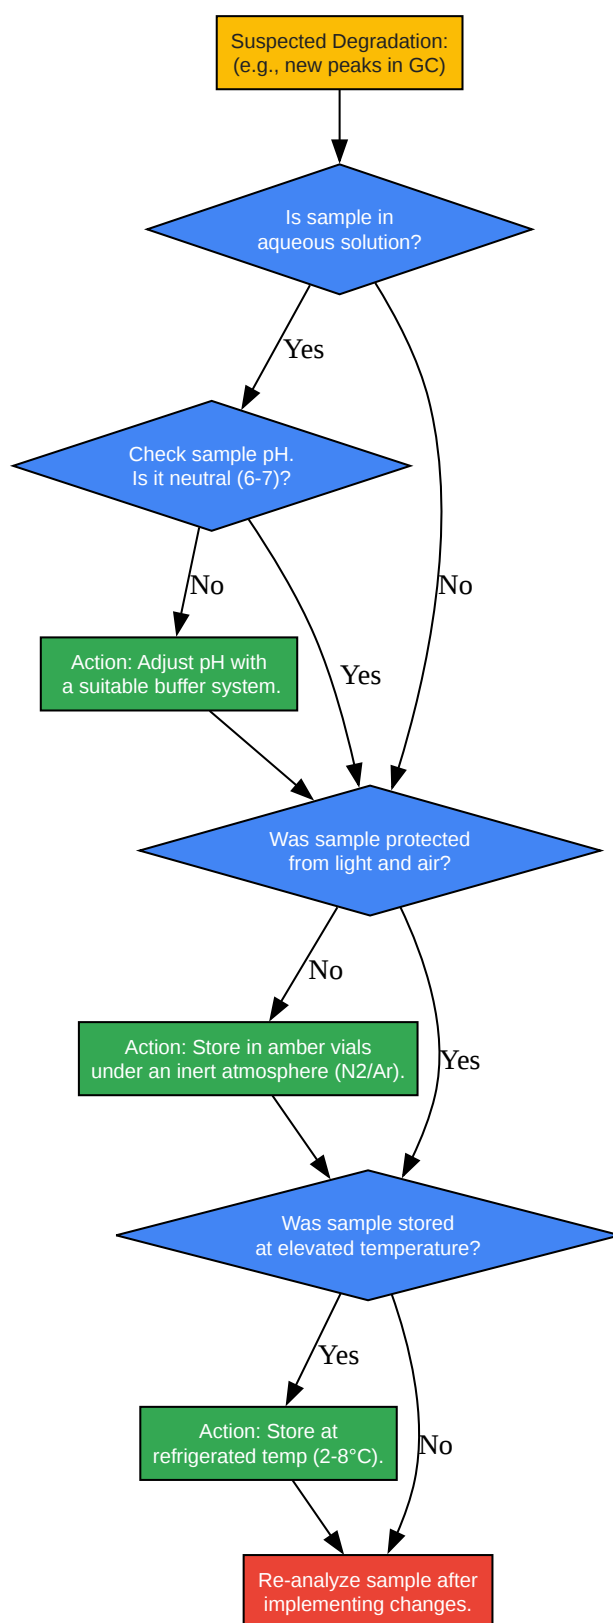 Suspected Degradation:
(e.g., new peaks in GC)
Is sample in
aqueous solution?
Yes
Check sample pH.
Is it neutral (6-7)?
No
No
Action: Adjust pH with
a suitable buffer system.
Yes
Was sample protected
from light and air?
No
Action: Store in amber vials
under an inert atmosphere (N2/Ar).
Yes
Was sample stored
at elevated temperature?
Yes
Action: Store at
refrigerated temp (2-8°C).
No
Re-analyze sample after
implementing changes.